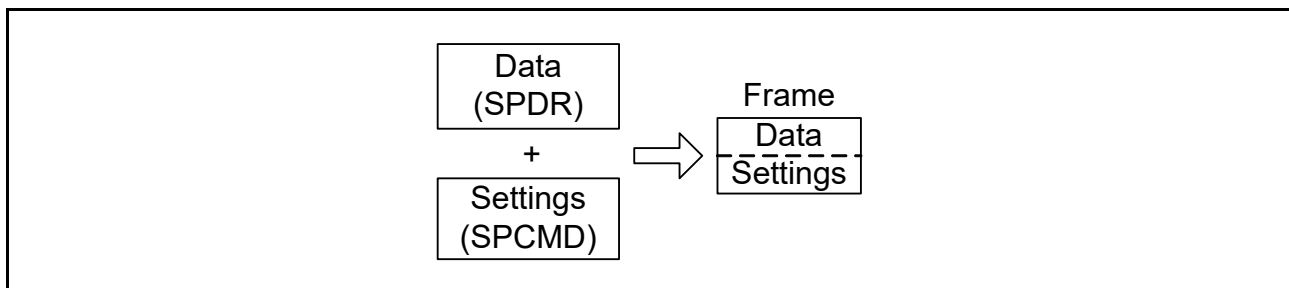 Data
(SPDR)
+
Settings
(SPCMD)
Frame
Data
Settings